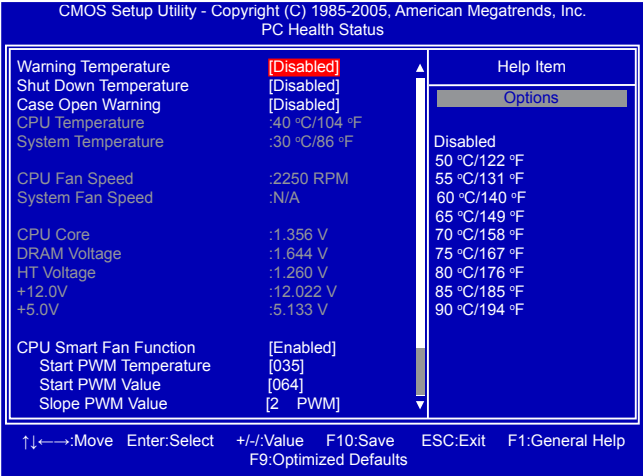 CMOS Setup Utility - Copyright (C) 1985-2005, American Megatrends, Inc.
PC Health Status
Warning Temperature [Disabled]
Shut Down Temperature [Disabled]
Case Open Warning [Disabled]
CPU Temperature :40 °C/104 °F
System Temperature :30 °C/86 °F
CPU Fan Speed :2250 RPM
System Fan Speed :N/A
CPU Core :1.356 V
DRAM Voltage :1.644 V
HT Voltage :1.260 V
+12.0V :12.022 V
+5.0V :5.133 V
CPU Smart Fan Function [Enabled]
Start PWM Temperature [035]
Start PWM Value [064]
Slope PWM Value [2 PWM]
Help Item
Options
Disabled
50 °C/122 °F
55 °C/131 °F
60 °C/140 °F
65 °C/149 °F
70 °C/158 °F
75 °C/167 °F
80 °C/176 °F
85 °C/185 °F
90 °C/194 °F
↑↓←→:Move Enter:Select +/-/:Value F10:Save ESC:Exit F1:General Help
F9:Optimized Defaults